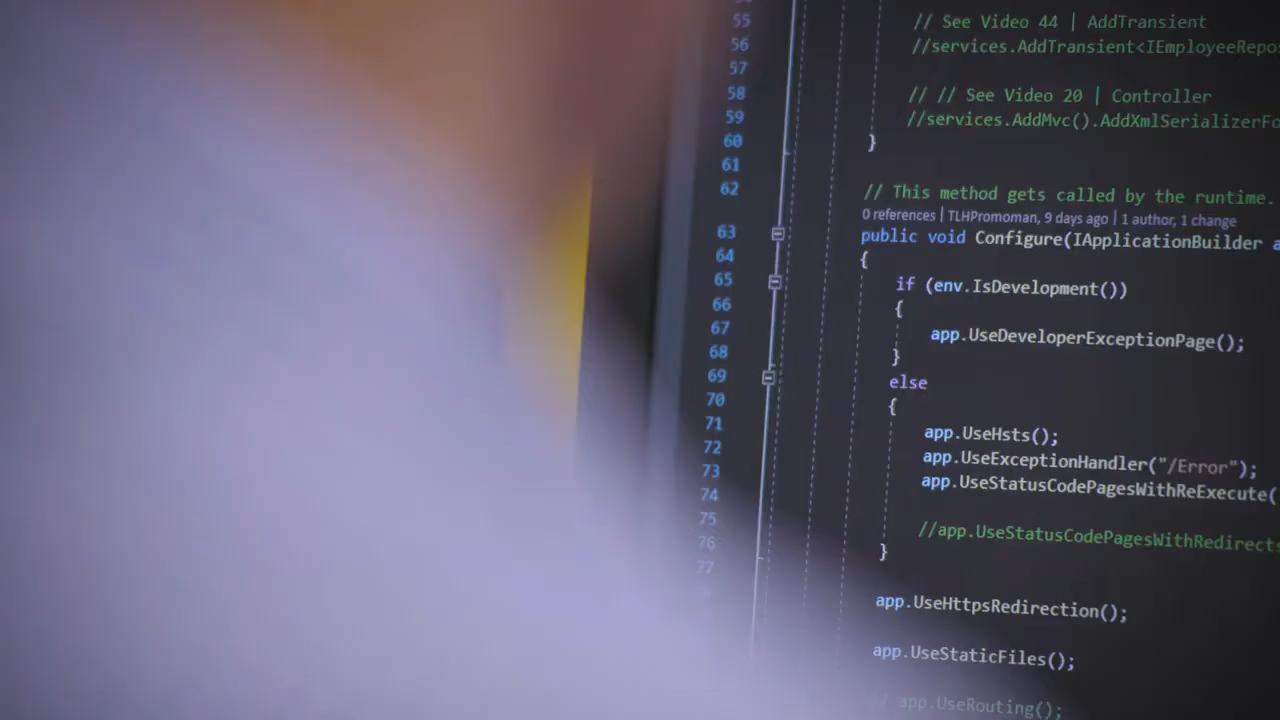 55 // See Video 44 | AddTransient
56 //services.AddTransient<IEmployeeRepos
57
58 // // See Video 20 | Controller
59 //services.AddMvc().AddXmlSerializerFo
60 }
61
62 // This method gets called by the runtime.
0 references | TLHPromoman, 9 days ago | 1 author, 1 change
63 public void Configure(IApplicationBuilder a
64 {
65 if (env.IsDevelopment())
66 {
67 app.UseDeveloperExceptionPage();
68 }
69 else
70 {
71 app.UseHsts();
72 app.UseExceptionHandler("/Error");
73 app.UseStatusCodePagesWithReExecute(
74
75 //app.UseStatusCodePagesWithRedirects
76 }
77
app.UseHttpsRedirection();
app.UseStaticFiles();
// app.UseRouting();